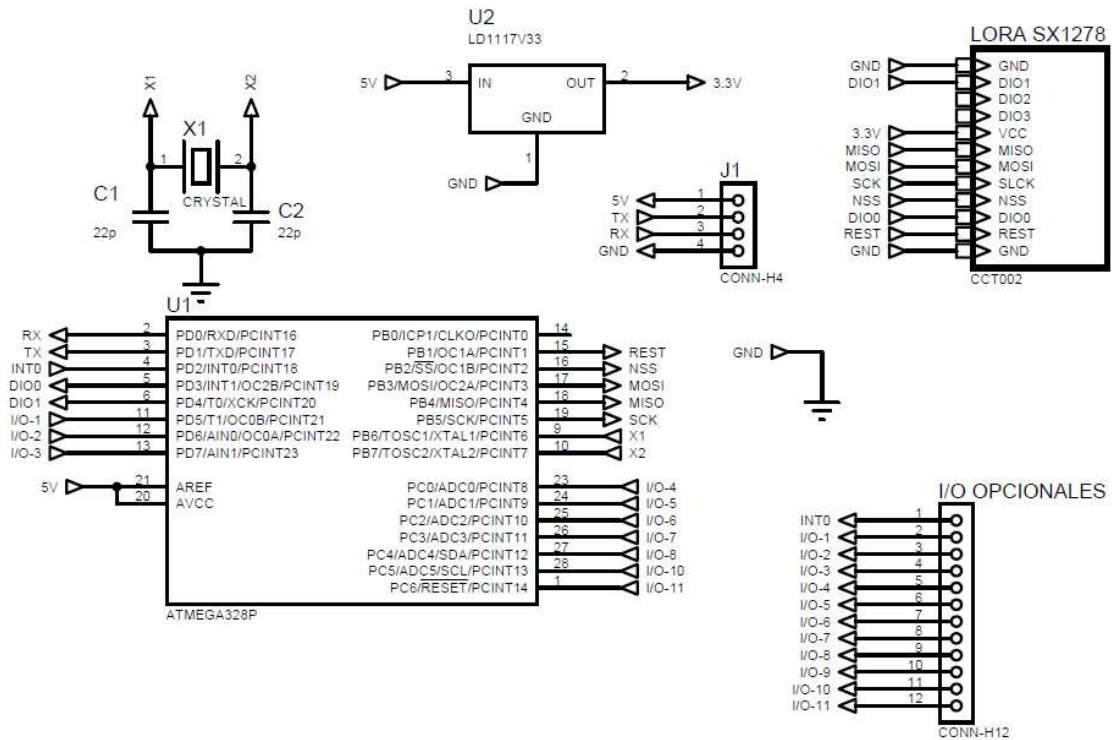 U2
LD1117V33
5V
3
IN
OUT
2
3.3V
GND
1
GND
X1
X2
X1
1
2
CRYSTAL
C1
22p
C2
22p
J1
5V
1
TX
2
RX
3
GND
4
CONN-H4
LORA SX1278
GND GND
DIO1 DIO1
DIO2
DIO3
3.3V VCC
MISO MISO
MOSI MOSI
SCK SLCK
NSS NSS
DIO0 DIO0
REST REST
GND GND
CCT002
U1
RX 2 PD0/RXD/PCINT16 PB0/ICP1/CLKO/PCINT0 14
TX 3 PD1/TXD/PCINT17 PB1/OC1A/PCINT1 15 REST
INT0 4 PD2/INT0/PCINT18 PB2/SS/OC1B/PCINT2 16 NSS
DIO0 5 PD3/INT1/OC2B/PCINT19 PB3/MOSI/OC2A/PCINT3 17 MOSI
DIO1 6 PD4/T0/XCK/PCINT20 PB4/MISO/PCINT4 18 MISO
I/O-1 11 PD5/T1/OC0B/PCINT21 PB5/SCK/PCINT5 19 SCK
I/O-2 12 PD6/AIN0/OC0A/PCINT22 PB6/TOSC1/XTAL1/PCINT6 9 X1
I/O-3 13 PD7/AIN1/PCINT23 PB7/TOSC2/XTAL2/PCINT7 10 X2
5V 21 AREF PC0/ADC0/PCINT8 23 I/O-4
20 AVCC PC1/ADC1/PCINT9 24 I/O-5
PC2/ADC2/PCINT10 25 I/O-6
PC3/ADC3/PCINT11 26 I/O-7
PC4/ADC4/SDA/PCINT12 27 I/O-8
PC5/ADC5/SCL/PCINT13 28 I/O-10
PC6/RESET/PCINT14 1 I/O-11
ATMEGA328P
GND
I/O OPCIONALES
INT0 1
I/O-1 2
I/O-2 3
I/O-3 4
I/O-4 5
I/O-5 6
I/O-6 7
I/O-7 8
I/O-8 9
I/O-9 10
I/O-10 11
I/O-11 12
CONN-H12